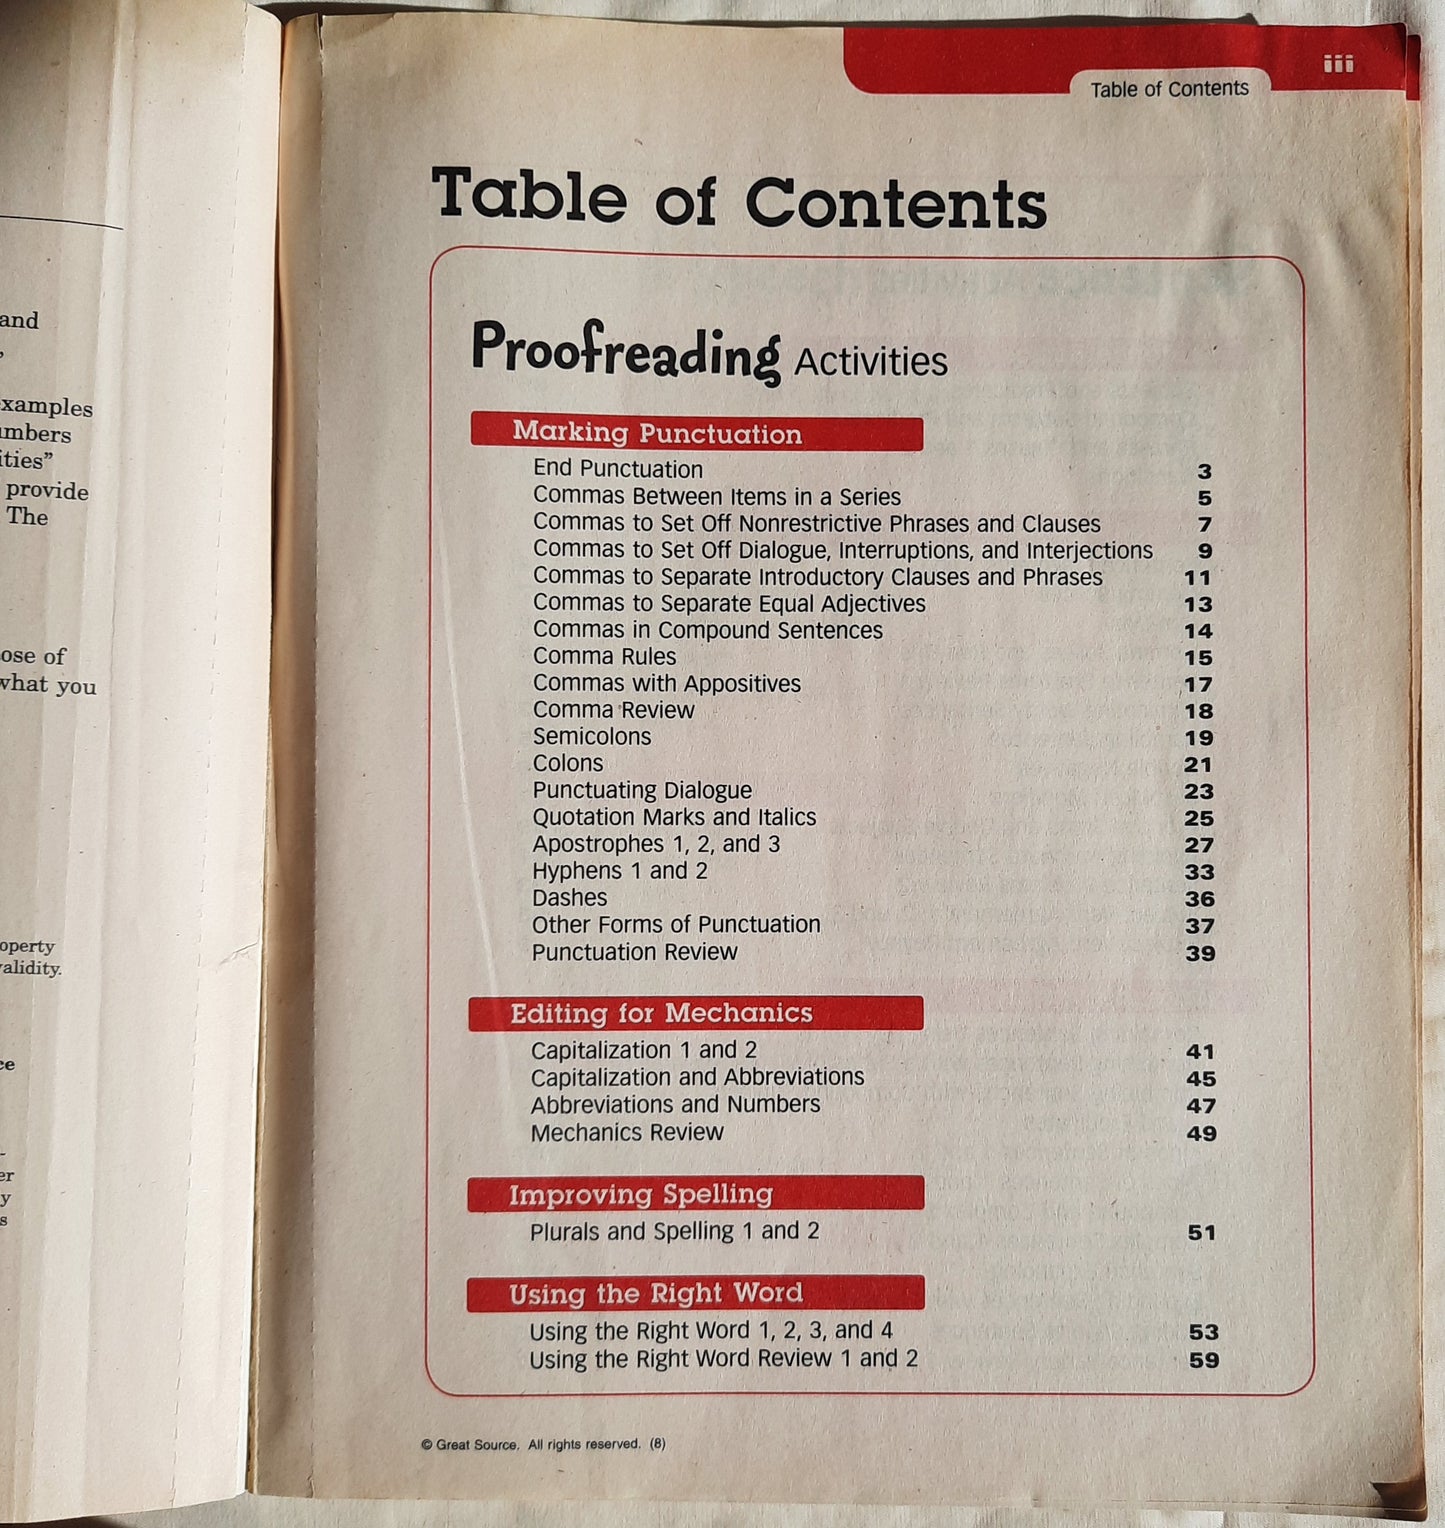 and
xamples
mbers
ities”
provide
The
ose of
what you
operty
alidity.
ce
er
y
s
iii
Table of Contents
Table of Contents
Proofreading Activities
Marking Punctuation
End Punctuation 3
Commas Between Items in a Series 5
Commas to Set Off Nonrestrictive Phrases and Clauses 7
Commas to Set Off Dialogue, Interruptions, and Interjections 9
Commas to Separate Introductory Clauses and Phrases 11
Commas to Separate Equal Adjectives 13
Commas in Compound Sentences 14
Comma Rules 15
Commas with Appositives 17
Comma Review 18
Semicolons 19
Colons 21
Punctuating Dialogue 23
Quotation Marks and Italics 25
Apostrophes 1, 2, and 3 27
Hyphens 1 and 2 33
Dashes 36
Other Forms of Punctuation 37
Punctuation Review 39
Editing for Mechanics
Capitalization 1 and 2 41
Capitalization and Abbreviations 45
Abbreviations and Numbers 47
Mechanics Review 49
Improving Spelling
Plurals and Spelling 1 and 2 51
Using the Right Word
Using the Right Word 1, 2, 3, and 4 53
Using the Right Word Review 1 and 2 59
© Great Source. All rights reserved. (8)